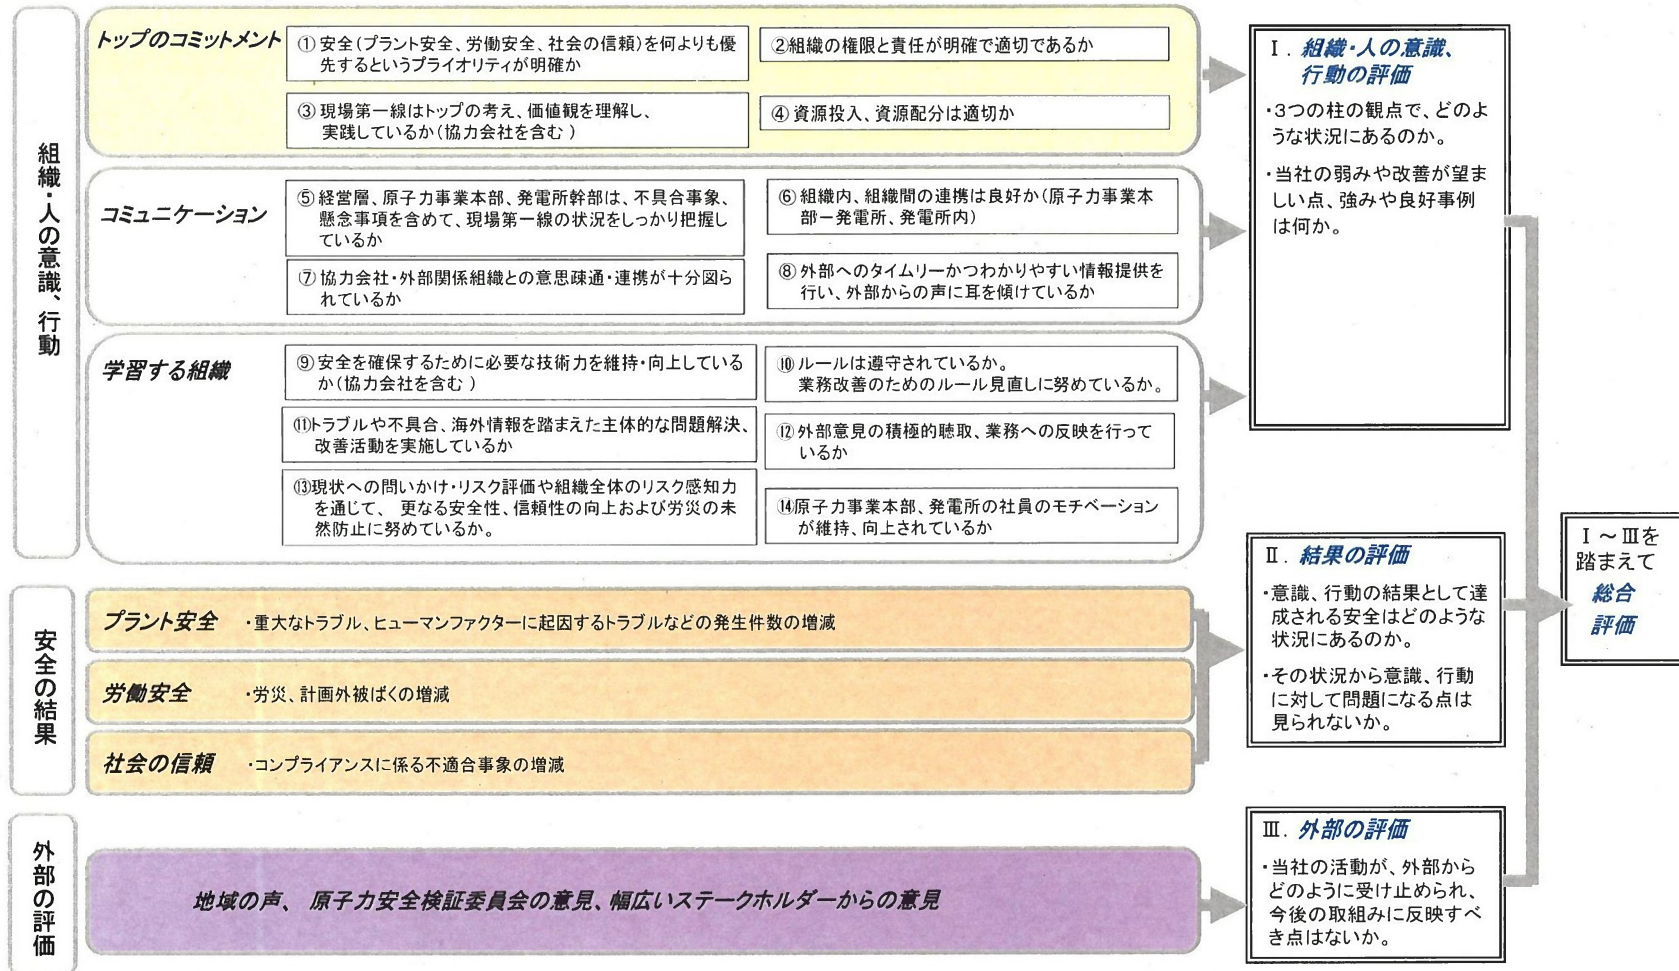 組織・人の意識、行動
トップのコミットメント
① 安全(プラント安全、労働安全、社会の信頼)を何よりも優
先するというプライオリティが明確か
②組織の権限と責任が明確で適切であるか
③ 現場第一線はトップの考え、価値観を理解し、
実践しているか(協力会社を含む)
④ 資源投入、資源配分は適切か
コミュニケーション
⑤ 経営層、原子力事業本部、発電所幹部は、不具合事象、
懸念事項を含めて、現場第一線の状況をしっかり把握し
ているか
⑥ 組織内、組織間の連携は良好か(原子力事業本
部－発電所、発電所内)
⑦ 協力会社・外部関係組織との意思疎通・連携が十分図ら
れているか
⑧ 外部へのタイムリーかつわかりやすい情報提供を
行い、外部からの声に耳を傾けているか
学習する組織
⑨ 安全を確保するために必要な技術力を維持・向上している
か(協力会社を含む)
⑩ ルールは遵守されているか。
業務改善のためのルール見直しに努めているか。
⑪トラブルや不具合、海外情報を踏まえた主体的な問題解決、
改善活動を実施しているか
⑫ 外部意見の積極的聴取、業務への反映を行って
いるか
⑬現状への問いかけ・リスク評価や組織全体のリスク感知力
を通じて、 更なる安全性、信頼性の向上および労災の未
然防止に努めているか。
⑭原子力事業本部、発電所の社員のモチベーション
が維持、向上されているか
Ⅰ．組織・人の意識、
行動の評価
・3つの柱の観点で、どのよ
うな状況にあるのか。
・当社の弱みや改善が望ま
しい点、強みや良好事例
は何か。
安全の結果
プラント安全
・重大なトラブル、ヒューマンファクターに起因するトラブルなどの発生件数の増減
労働安全
・労災、計画外被ばくの増減
社会の信頼
・コンプライアンスに係る不適合事象の増減
Ⅱ．結果の評価
・意識、行動の結果として達
成される安全はどのような
状況にあるのか。
・その状況から意識、行動
に対して問題になる点は
見られないか。
外部の評価
地域の声、 原子力安全検証委員会の意見、幅広いステークホルダーからの意見
Ⅲ．外部の評価
・当社の活動が、外部から
どのように受け止められ、
今後の取組みに反映すべ
き点はないか。
Ⅰ～Ⅲを
踏まえて
総合
評価